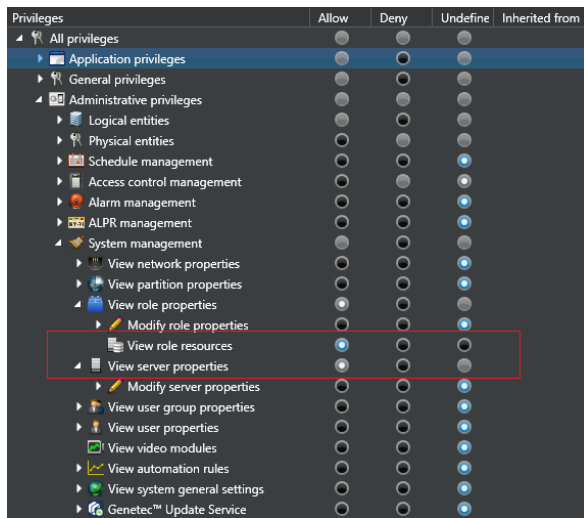 Privileges Allow Deny Undefine Inherited from
All privileges
Application privileges
General privileges
Administrative privileges
Logical entities
Physical entities
Schedule management
Access control management
Alarm management
ALPR management
System management
View network properties
View partition properties
View role properties
Modify role properties
View role resources
View server properties
Modify server properties
View user group properties
View user properties
View video modules
View automation rules
View system general settings
Genetec™ Update Service